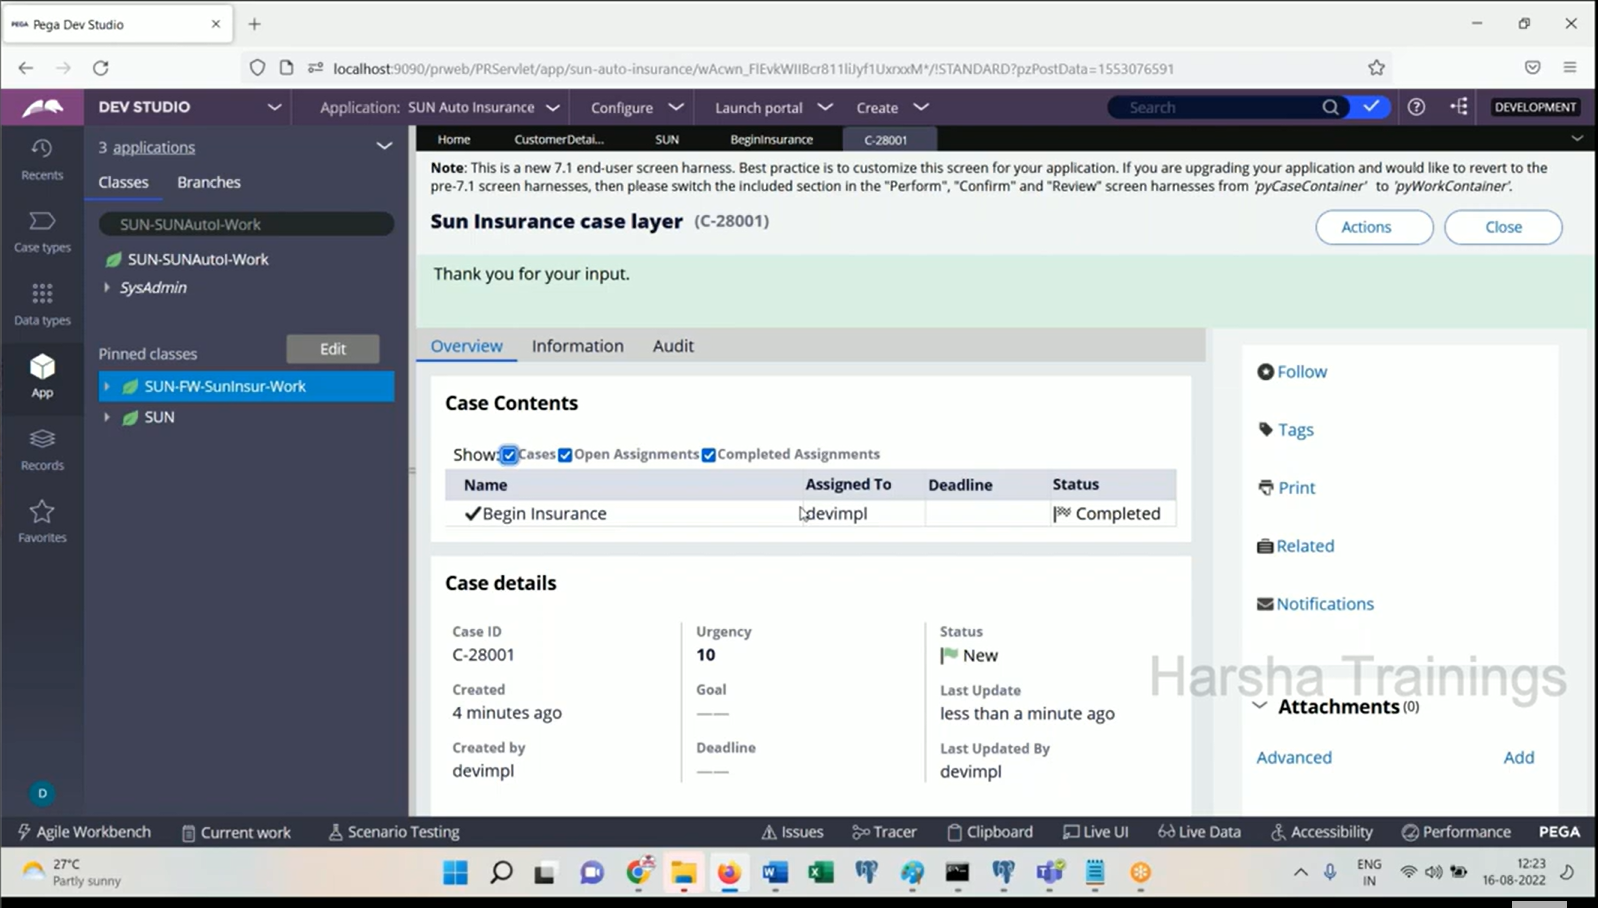 PEGA Pega Dev Studio
localhost:9090/prweb/PRServlet/app/sun-auto-insurance/wAcwn_FlEvkWIIBcr811liJyf1UxrxxM*/!STANDARD?pzPostData=1553076591
DEV STUDIO
Application: SUN Auto Insurance
Configure
Launch portal
Create
Search
DEVELOPMENT
Recents
Case types
Data types
App
Records
Favorites
D
3 applications
Classes Branches
SUN-SUNAutoI-Work
SUN-SUNAutoI-Work
SysAdmin
Pinned classes
Edit
SUN-FW-SunInsur-Work
SUN
Home CustomerDetai... SUN BeginInsurance C-28001
Note: This is a new 7.1 end-user screen harness. Best practice is to customize this screen for your application. If you are upgrading your application and would like to revert to the
pre-7.1 screen harnesses, then please switch the included section in the "Perform", "Confirm" and "Review" screen harnesses from 'pyCaseContainer' to 'pyWorkContainer'.
Sun Insurance case layer (C-28001)
Actions
Close
Thank you for your input.
Overview Information Audit
Case Contents
Show: Cases Open Assignments Completed Assignments
Name Assigned To Deadline Status
Begin Insurance devimpl Completed
Case details
Case ID
C-28001
Urgency
10
Status
New
Created
4 minutes ago
Goal
——
Last Update
less than a minute ago
Created by
devimpl
Deadline
——
Last Updated By
devimpl
Follow
Tags
Print
Related
Notifications
Harsha Trainings
Attachments (0)
Advanced Add
Agile Workbench Current work Scenario Testing Issues Tracer Clipboard Live UI Live Data Accessibility Performance PEGA
27°C
Partly sunny
ENG
IN
12:23
16-08-2022